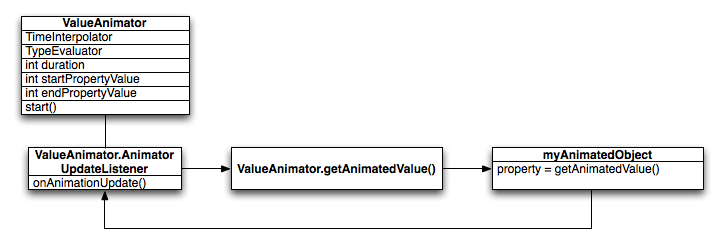 ValueAnimator
TimeInterpolator
TypeEvaluator
int duration
int startPropertyValue
int endPropertyValue
start()
ValueAnimator.Animator
UpdateListener
onAnimationUpdate()
ValueAnimator.getAnimatedValue()
myAnimatedObject
property = getAnimatedValue()